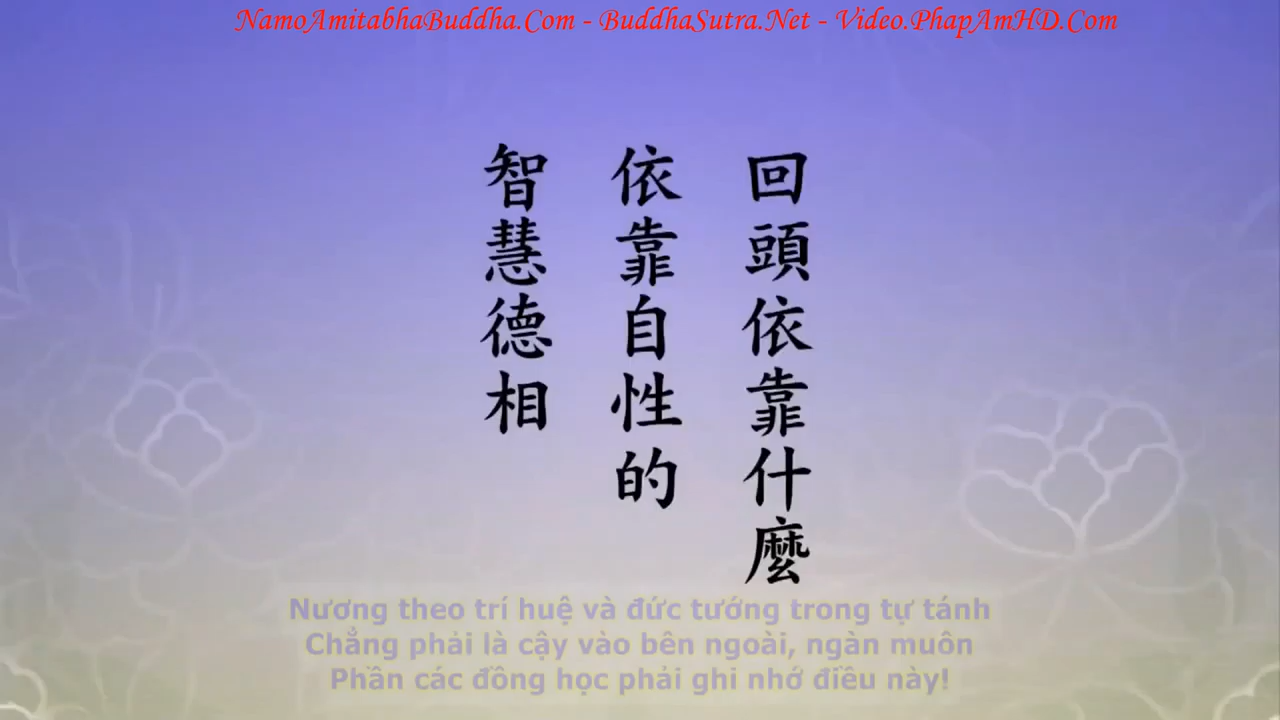 NamoAmitabhaBuddha.Com - BuddhaSutra.Net - Video.PhapAmHD.Com
回頭依靠什麼
依靠自性的
智慧德相
Nương theo trí huệ và đức tướng trong tự tánh
Chẳng phải là cậy vào bên ngoài, ngàn muôn
Phần các đồng học phải ghi nhớ điều này!